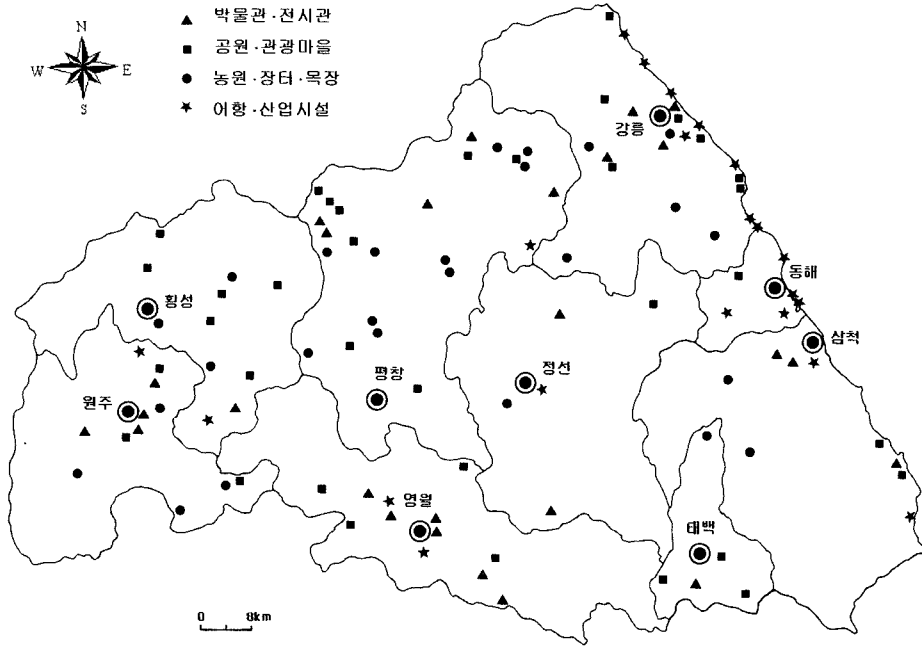 N
W E
S
박물관·전시관
공원·관광마을
농원·장터·목장
어항·산업시설
강릉
동해
횡성
삼척
정선
평창
원주
영월
태백
0 8km